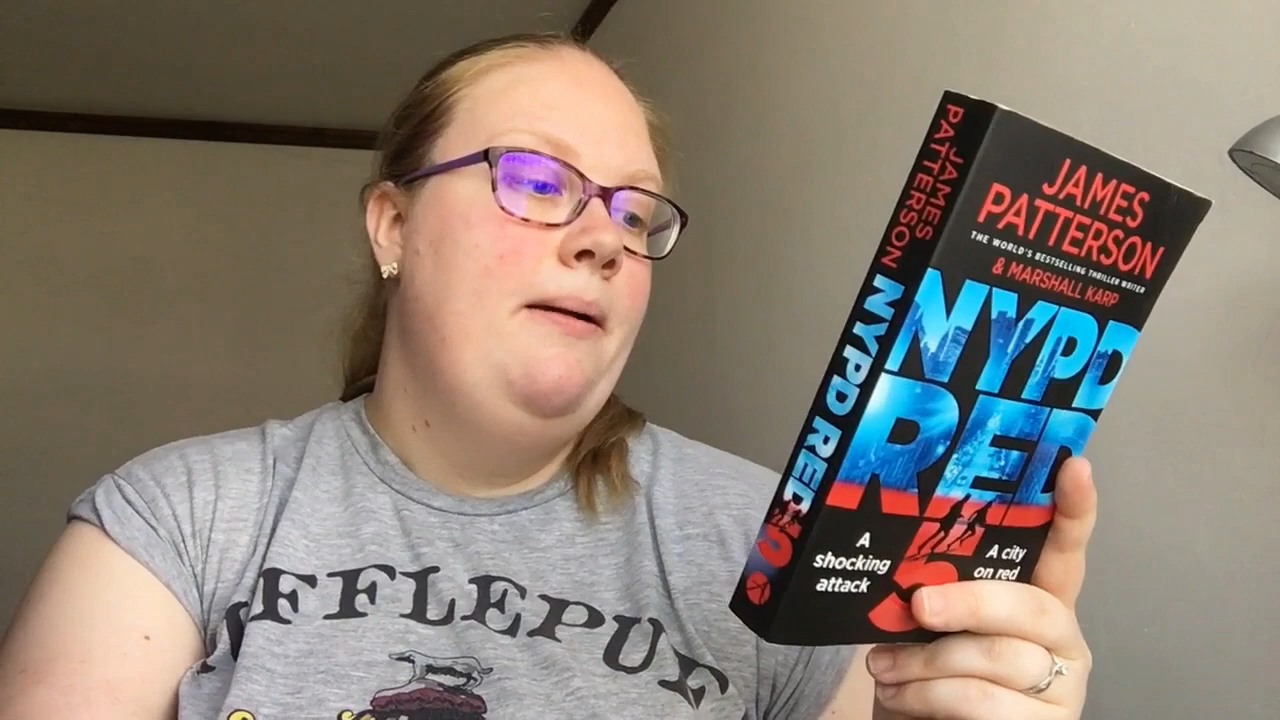 JAMES
PATTERSON
THE WORLD'S BESTSELLING THRILLER WRITER
& MARSHALL KARP
NYPD
RED
5
A
shocking
attack
A city
on red
JAMES
PATTERSON
NYPD RED 5
FFLEPUF